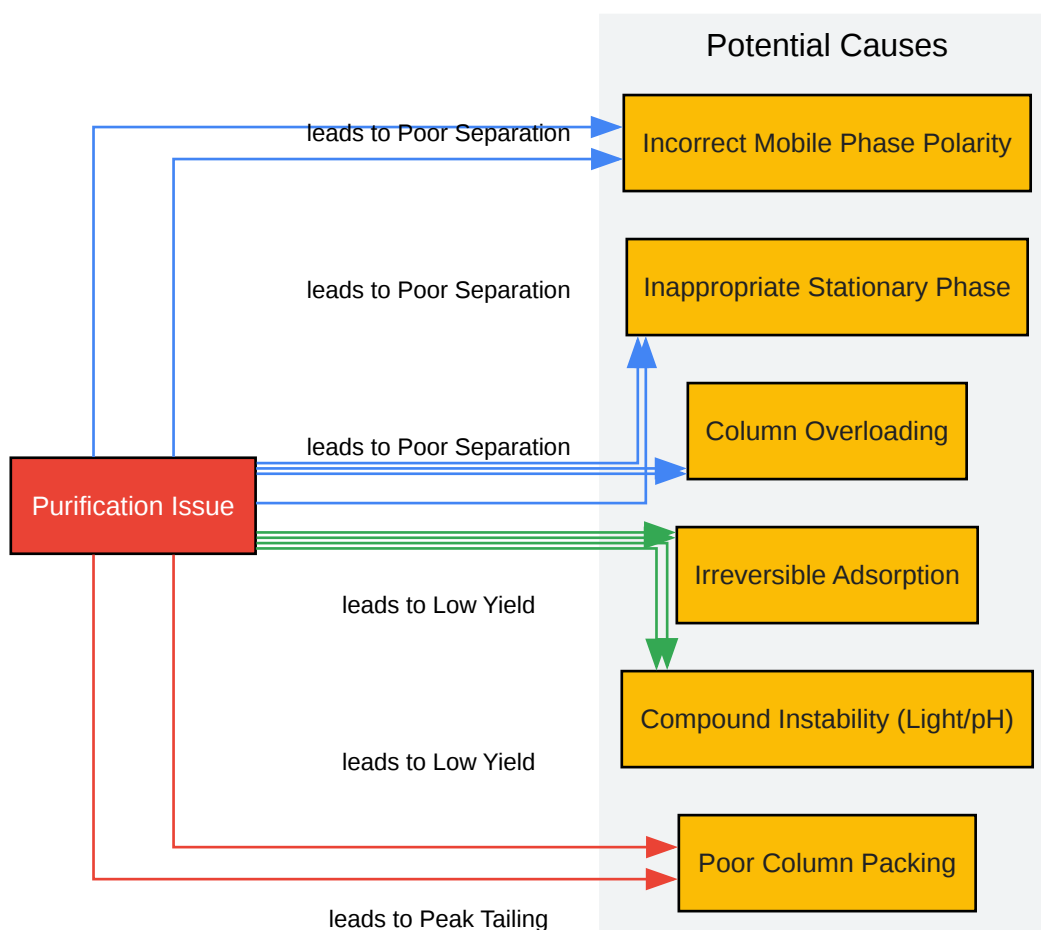 Potential Causes
leads to Poor Separation
Incorrect Mobile Phase Polarity
leads to Poor Separation
Inappropriate Stationary Phase
leads to Poor Separation
Column Overloading
Purification Issue
Irreversible Adsorption
leads to Low Yield
Compound Instability (Light/pH)
leads to Low Yield
Poor Column Packing
leads to Peak Tailing